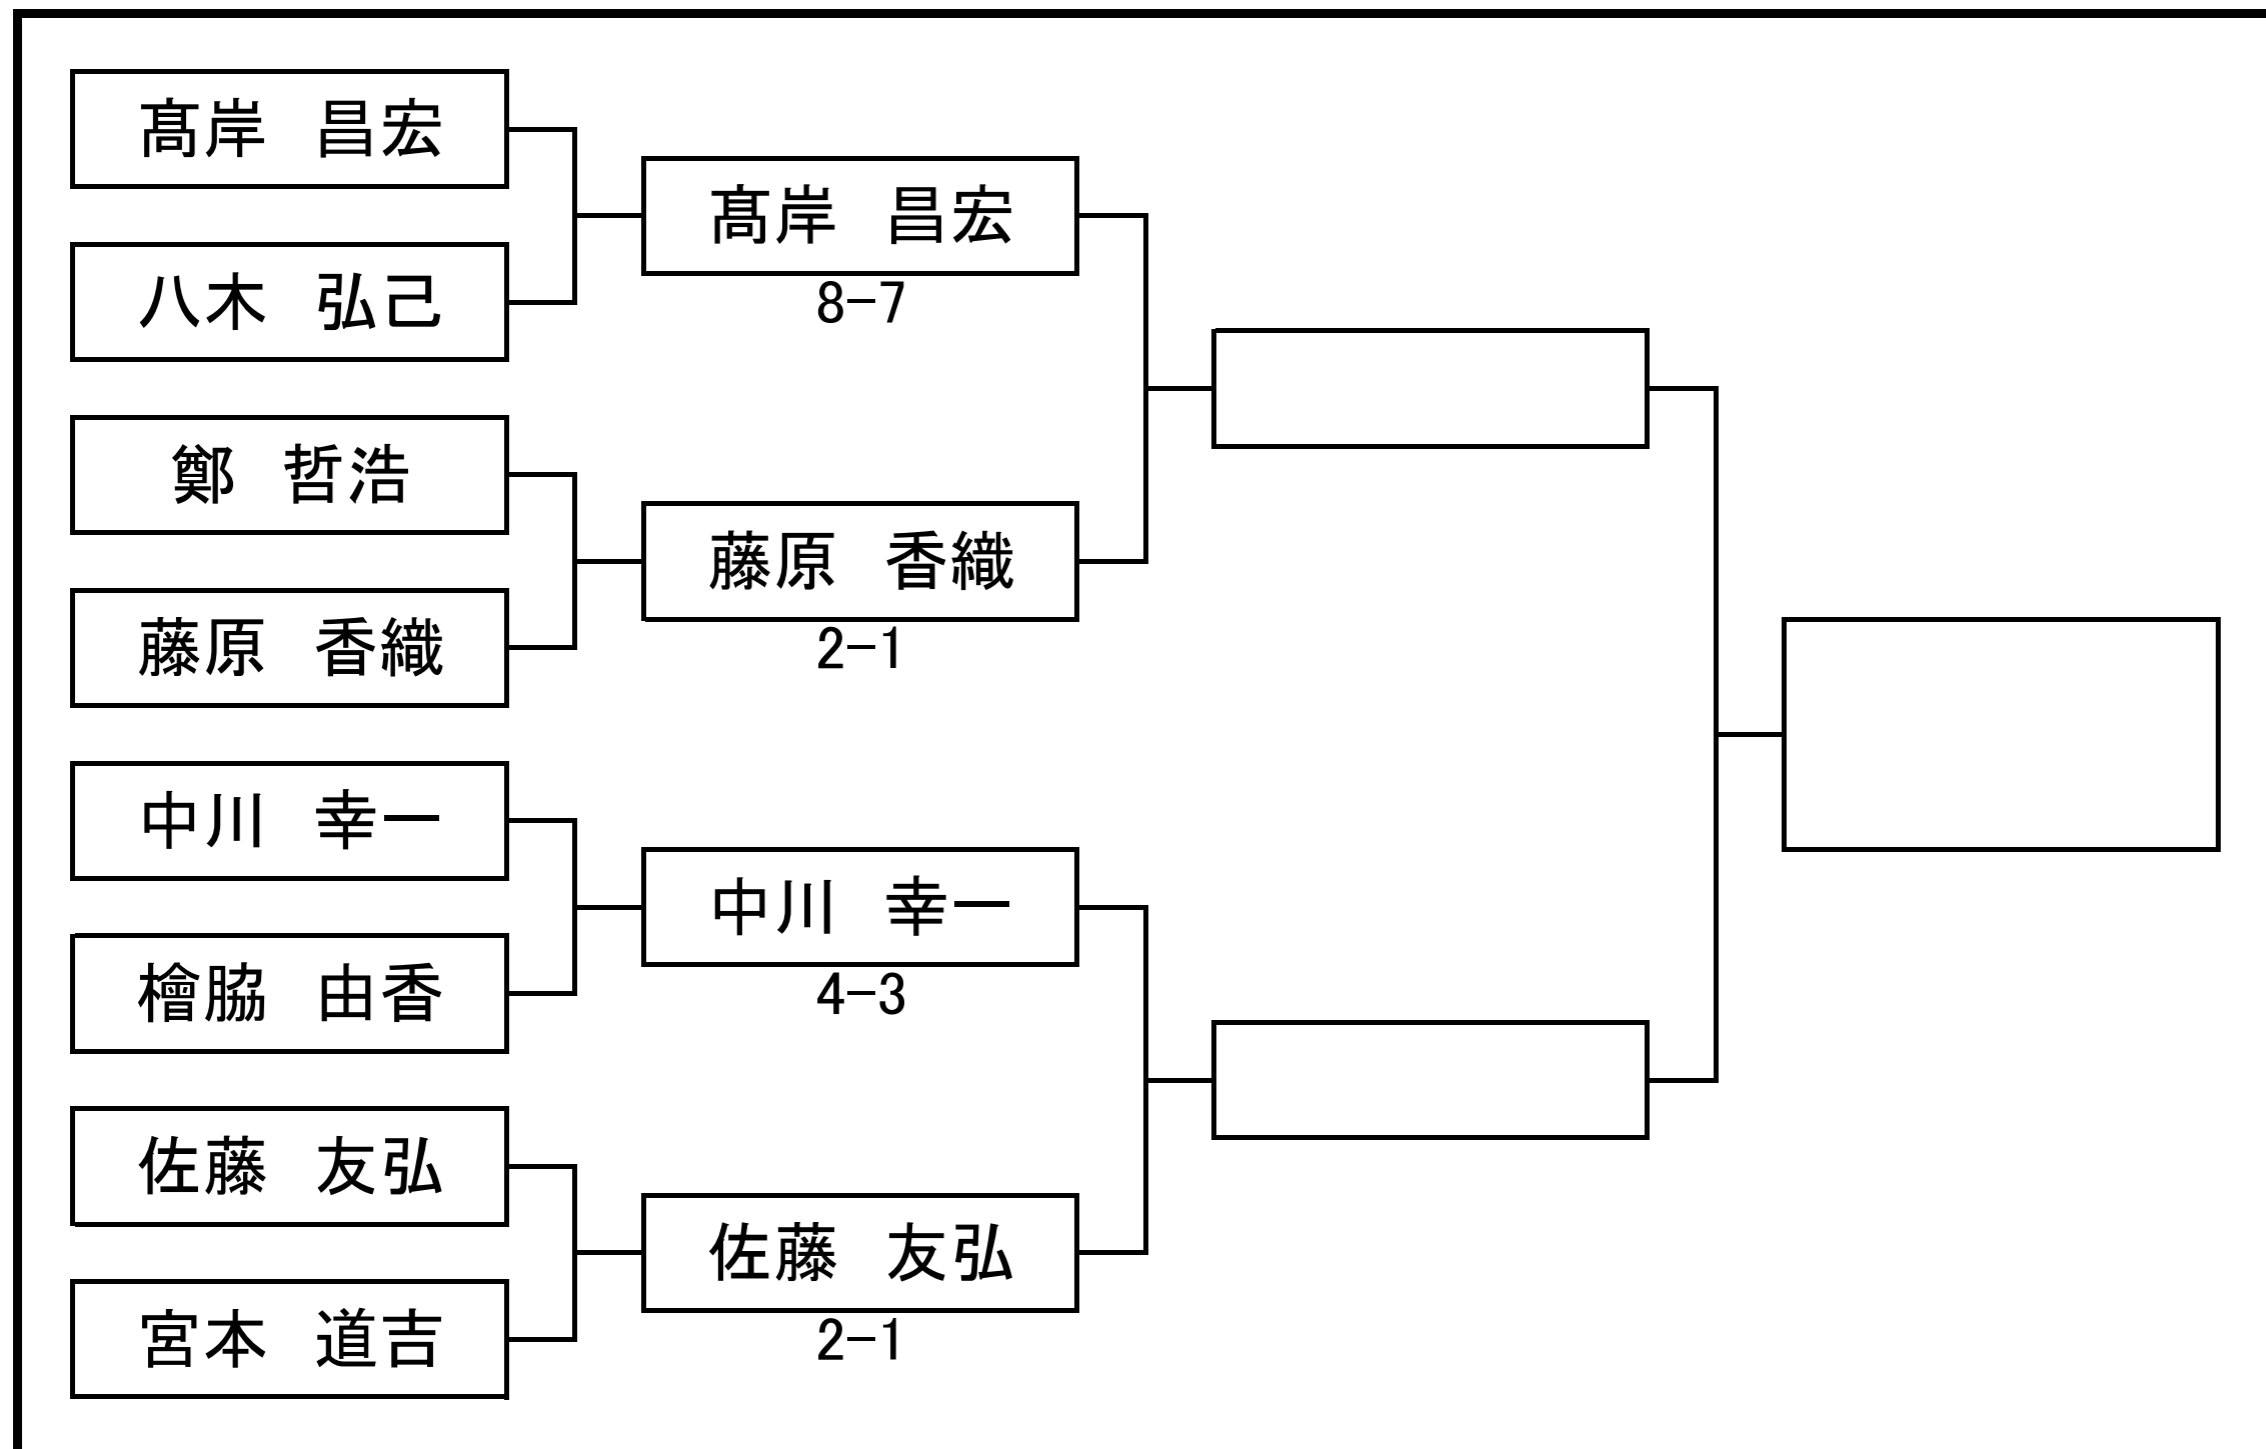 髙岸　昌宏
八木　弘己
鄭　哲浩
藤原　香織
中川　幸一
檜脇　由香
佐藤　友弘
宮本　道吉
髙岸　昌宏
8-7
藤原　香織
2-1
中川　幸一
4-3
佐藤　友弘
2-1